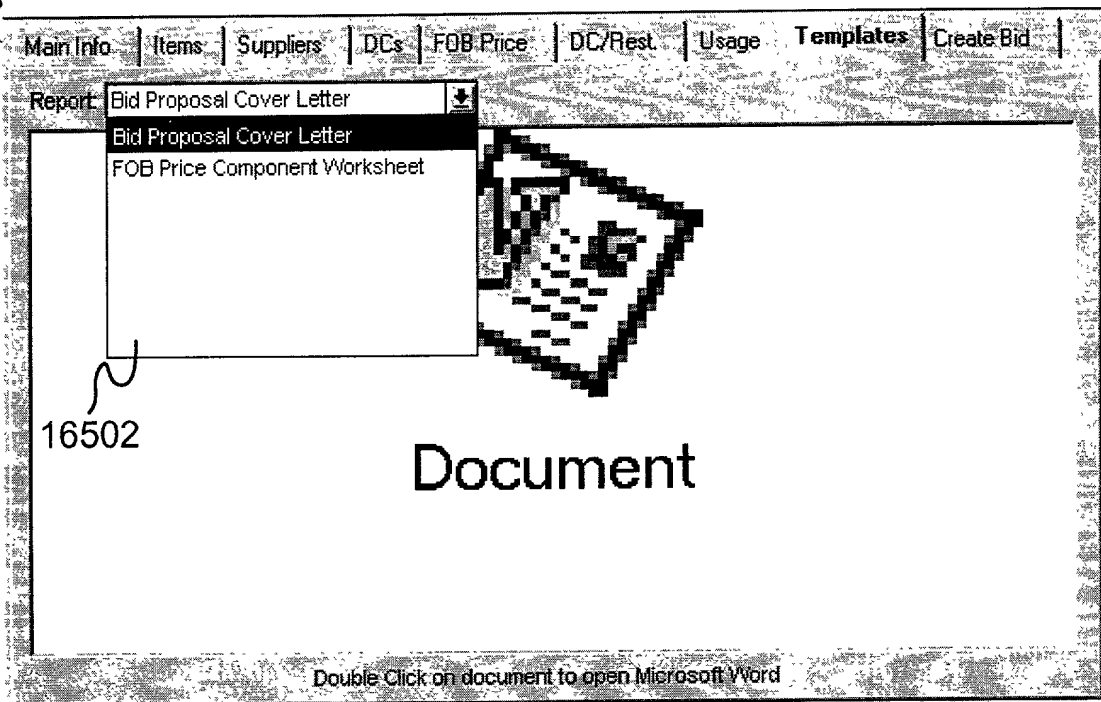 Main Info Items Suppliers DCs FOB Price DC/Rest. Usage Templates Create Bid
Report: Bid Proposal Cover Letter
Bid Proposal Cover Letter
FOB Price Component Worksheet
16502
Document
Double Click on document to open Microsoft Word